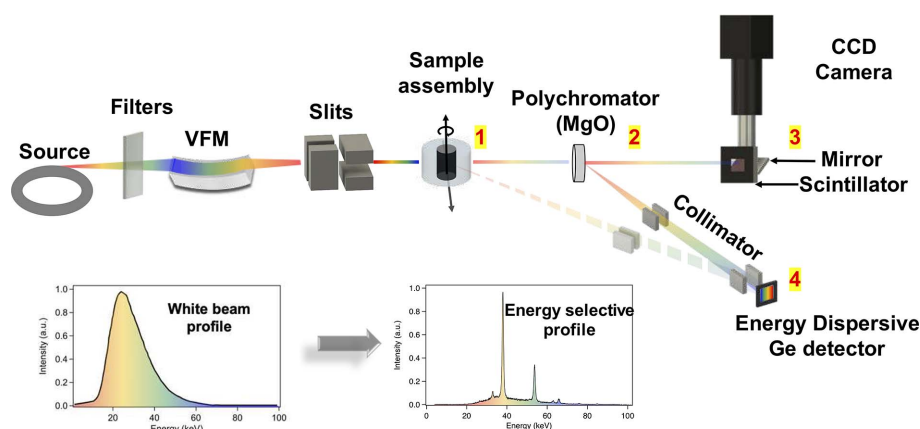 CCD
Camera
Sample
assembly
Polychromator
(MgO)
Filters
VFM
Slits
Source
1
2
3
Mirror
Scintillator
Collimator
4
Energy Dispersive
Ge detector
White beam
profile
Intensity (a.u.)
1.0
0.8
0.6
0.4
0.2
0.0
20
40
60
80
100
Energy (keV)
Energy selective
profile
Intensity (a.u.)
1.0
0.8
0.6
0.4
0.2
0.0
0
20
40
60
80
100
Energy (keV)